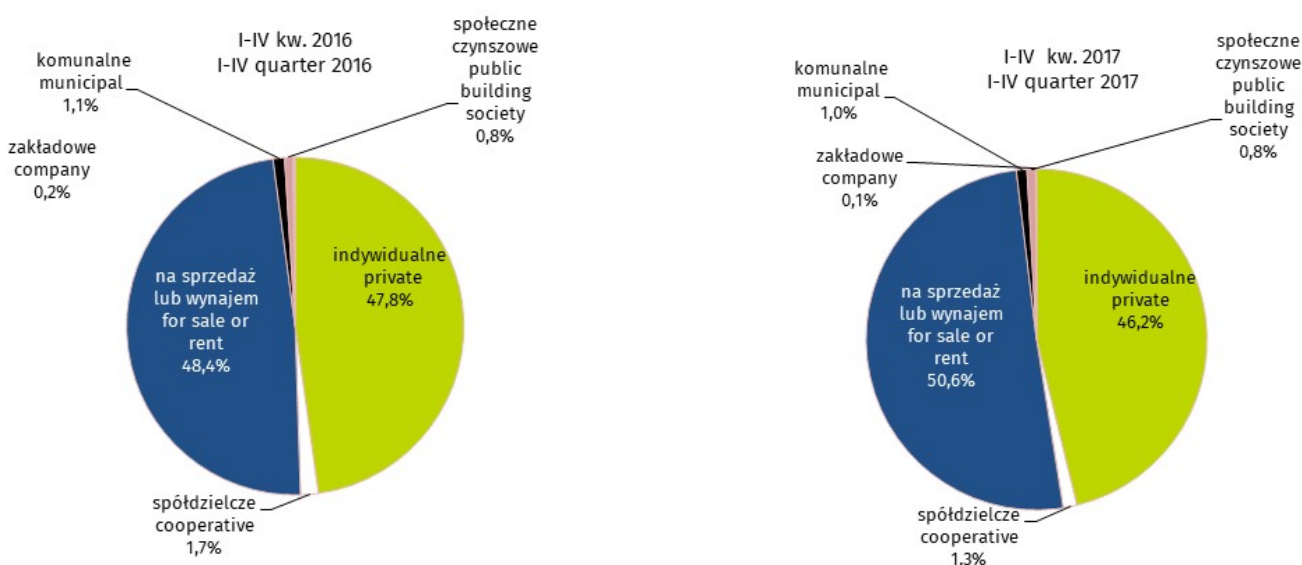 I-IV kw. 2016
I-IV quarter 2016
społeczne
czynszowe
public
building
society
0,8%
komunalne
municipal
1,1%
zakładowe
company
0,2%
indywidualne
private
47,8%
na sprzedaż
lub wynajem
for sale or
rent
48,4%
spółdzielcze
cooperative
1,7%
I-IV kw. 2017
I-IV quarter 2017
społeczne
czynszowe
public
building
society
0,8%
komunalne
municipal
1,0%
zakładowe
company
0,1%
indywidualne
private
46,2%
na sprzedaż
lub wynajem
for sale or
rent
50,6%
spółdzielcze
cooperative
1,3%